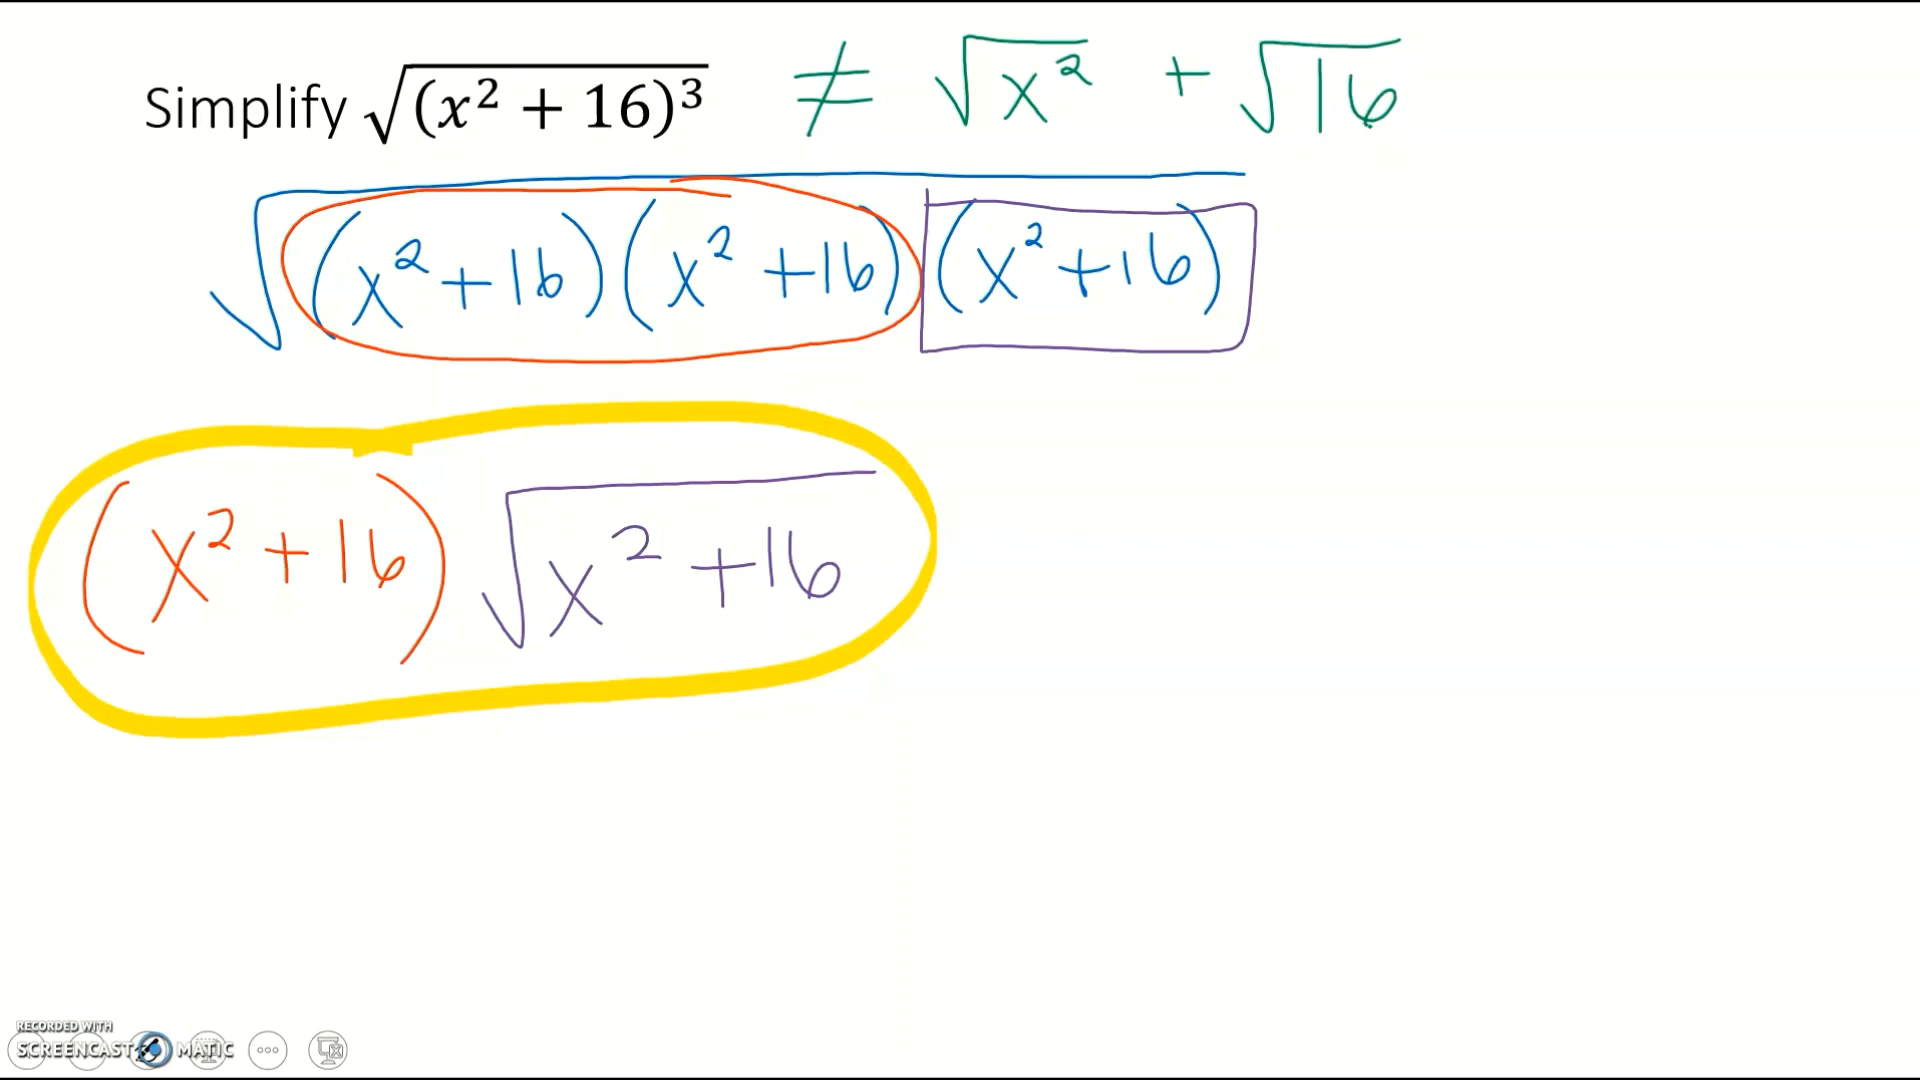 Simplify √(x² + 16)³ ≠ √x² + √16
√(x² + 16)(x² + 16)(x² + 16)
(x² + 16) √x² + 16
RECORDED WITH
SCREENCAST MATIC